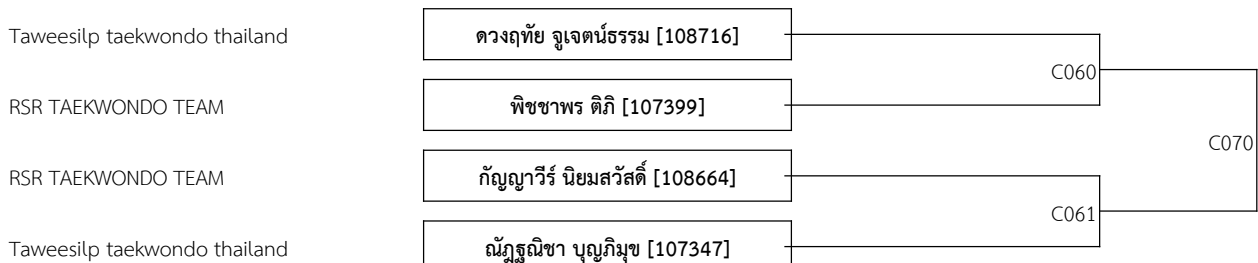 Taweesilp taekwondo thailand ดวงฤทัย จูเจตน์ธรรม [108716]
C060
RSR TAEKWONDO TEAM พิชชาพร ติภิ [107399]
C070
RSR TAEKWONDO TEAM กัญญาวีร์ นิยมสวัสดิ์ [108664]
C061
Taweesilp taekwondo thailand ณัฎฐณิชา บุญภิมุข [107347]